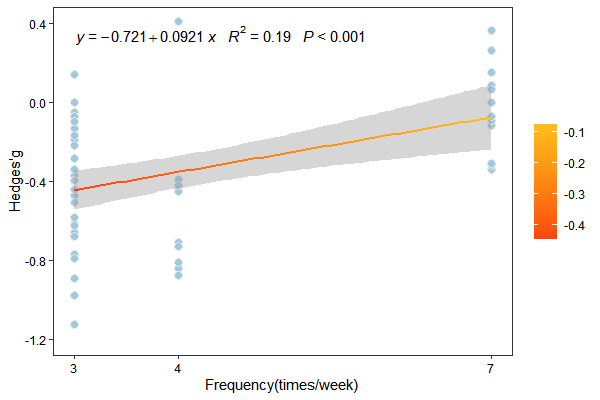 y = −0.721+0.0921 x R² = 0.19 P < 0.001
0.4
0.0
-0.4
-0.8
-1.2
Hedges'g
3 4 7
Frequency(times/week)
-0.1
-0.2
-0.3
-0.4